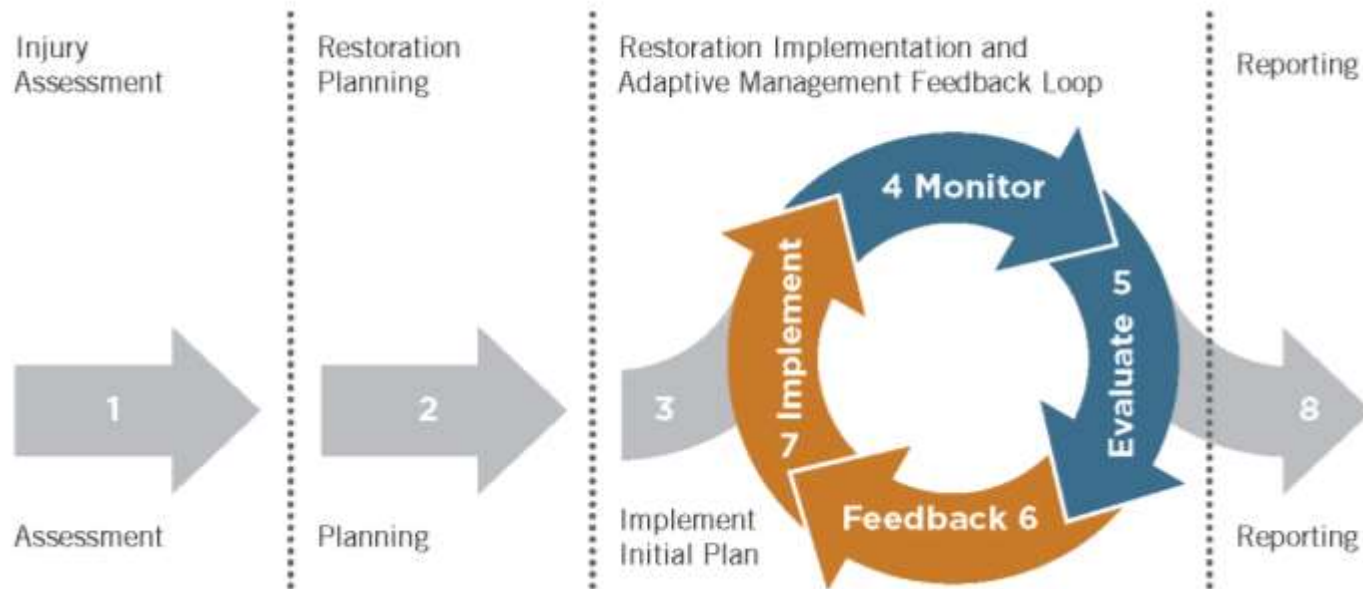 Injury
Assessment
Restoration
Planning
Restoration Implementation and
Adaptive Management Feedback Loop
Reporting
1
2
3
4 Monitor
Evaluate 5
Feedback 6
7 Implement
8
Assessment
Planning
Implement
Initial Plan
Reporting